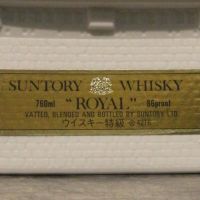 SUNTORY WHISKY
760ml "ROYAL" 86proof
VATTED, BLENDED AND BOTTLED BY SUNTORY LTD.
ウイスキー特級